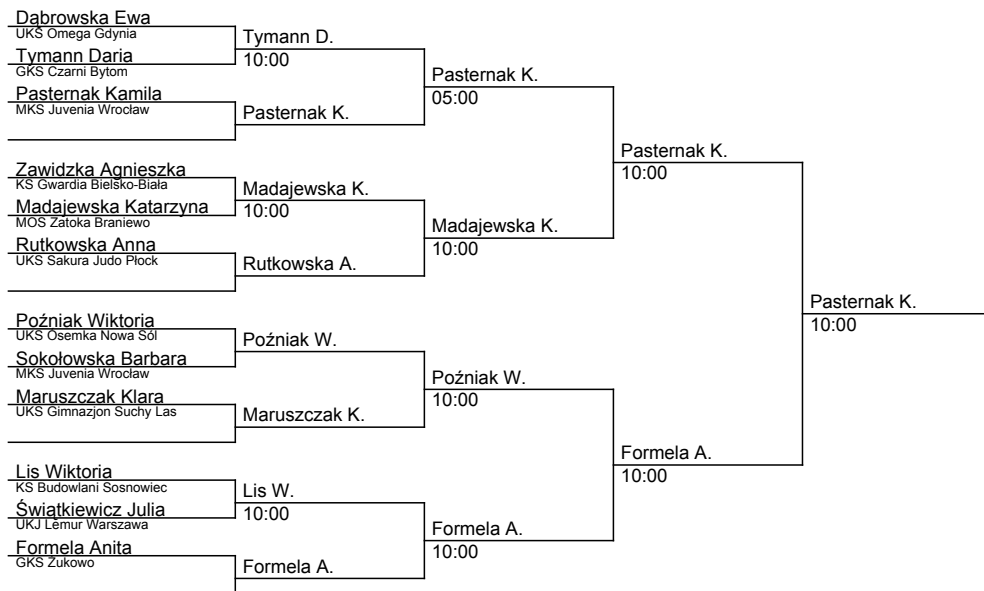 Dąbrowska Ewa
UKS Omega Gdynia
Tymann D.
10:00
Tymann Daria
GKS Czarni Bytom
Pasternak K.
05:00
Pasternak Kamila
MKS Juvenia Wrocław
Pasternak K.
Pasternak K.
10:00
Zawidzka Agnieszka
KS Gwardia Bielsko-Biała
Madajewska K.
10:00
Madajewska Katarzyna
MOS Zatoka Braniewo
Madajewska K.
10:00
Rutkowska Anna
UKS Sakura Judo Płock
Rutkowska A.
Pasternak K.
10:00
Poźniak Wiktoria
UKS Osemka Nowa Sól
Poźniak W.
Sokołowska Barbara
MKS Juvenia Wrocław
Poźniak W.
10:00
Maruszczak Klara
UKS Gimnazjon Suchy Las
Maruszczak K.
Formela A.
10:00
Lis Wiktoria
KS Budowlani Sosnowiec
Lis W.
10:00
Świątkiewicz Julia
UKJ Lemur Warszawa
Formela A.
10:00
Formela Anita
GKS Żukowo
Formela A.